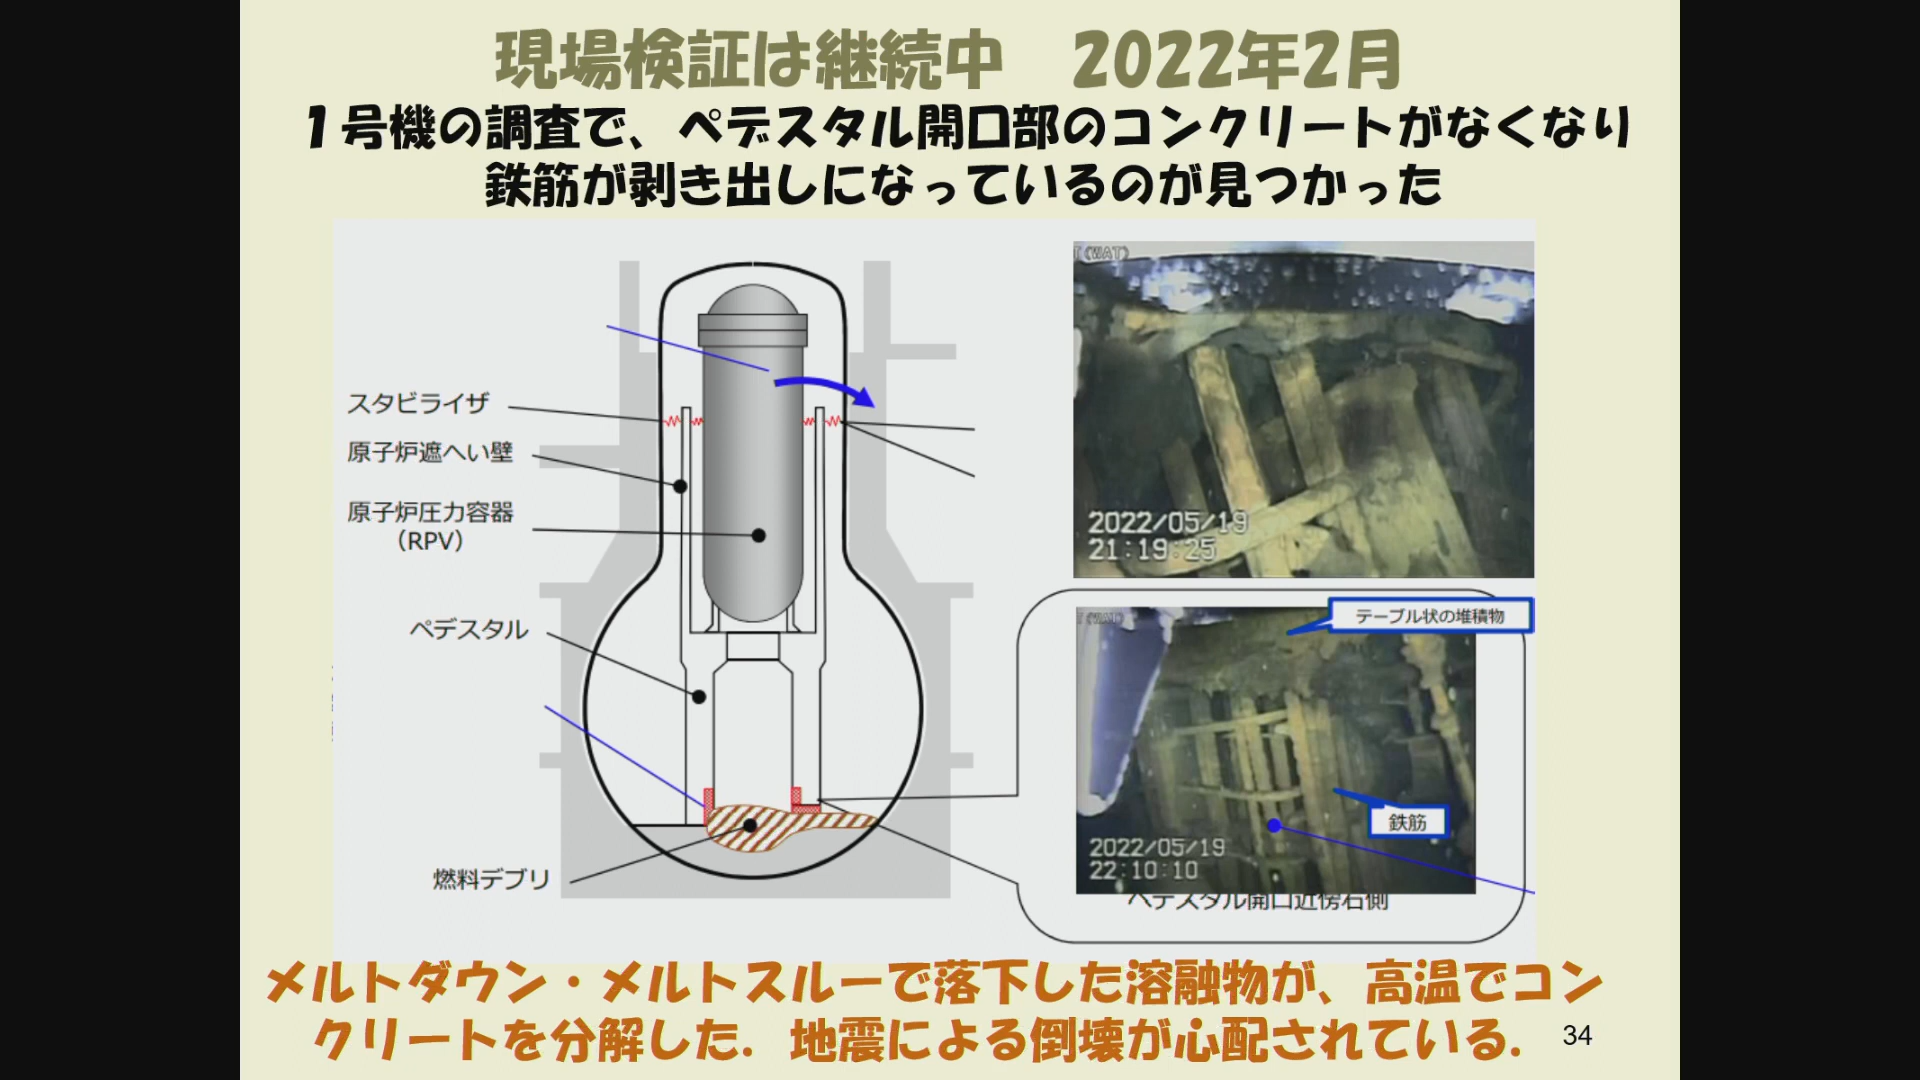 現場検証は継続中　2022年2月
１号機の調査で、ペデスタル開口部のコンクリートがなくなり
鉄筋が剥き出しになっているのが見つかった
スタビライザ
原子炉遮へい壁
原子炉圧力容器
（RPV）
ペデスタル
燃料デブリ
T(WAT)
2022/05/19
21:19:25
テーブル状の堆積物
鉄筋
2022/05/19
22:10:10
ペデスタル開口近傍右側
メルトダウン・メルトスルーで落下した溶融物が、高温でコン
クリートを分解した．地震による倒壊が心配されている．
34